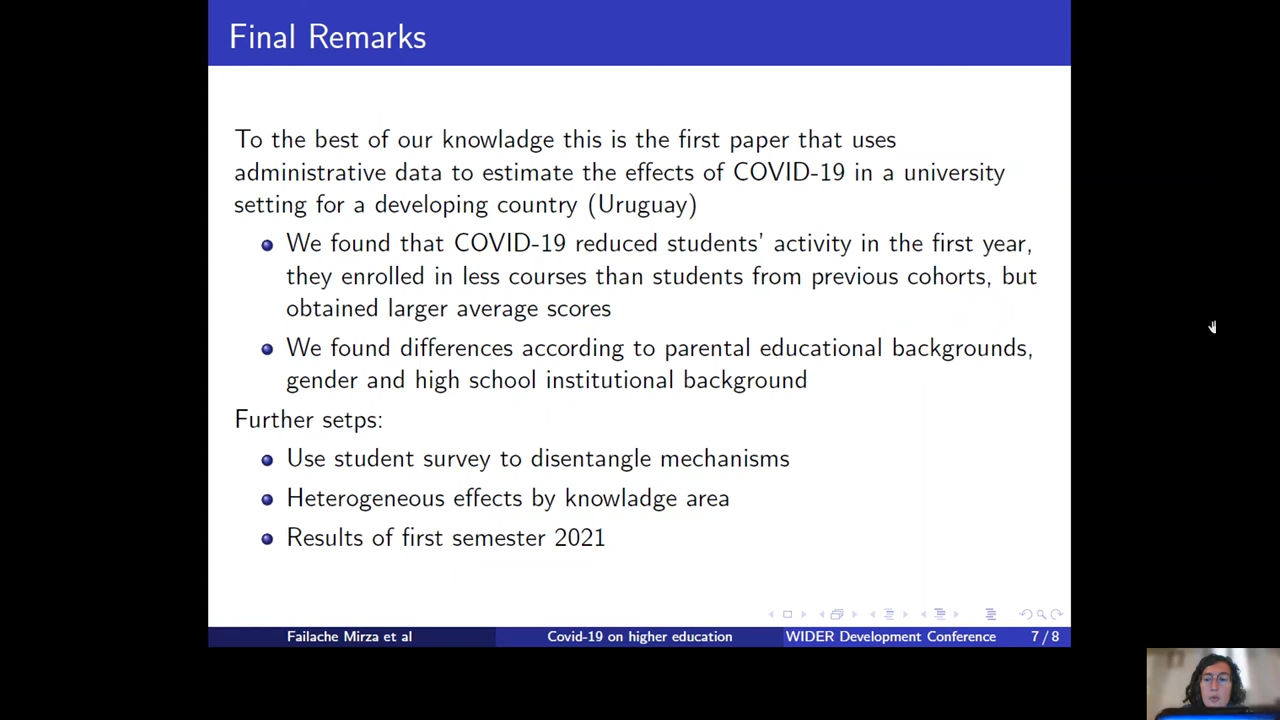 Final Remarks
To the best of our knowladge this is the first paper that uses
administrative data to estimate the effects of COVID-19 in a university
setting for a developing country (Uruguay)
We found that COVID-19 reduced students' activity in the first year,
they enrolled in less courses than students from previous cohorts, but
obtained larger average scores
We found differences according to parental educational backgrounds,
gender and high school institutional background
Further setps:
Use student survey to disentangle mechanisms
Heterogeneous effects by knowladge area
Results of first semester 2021
Failache Mirza et al Covid-19 on higher education WIDER Development Conference 7 / 8